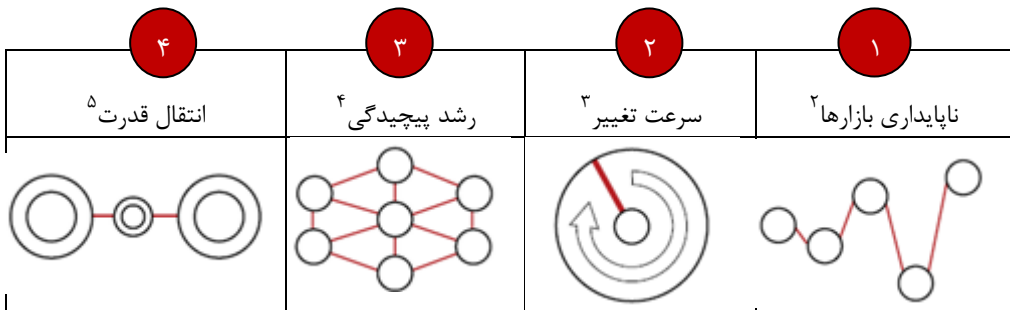 ۱ ۲ ۳ ۴
ناپایداری بازارها۲ سرعت تغییر۳ رشد پیچیدگی۴ انتقال قدرت۵